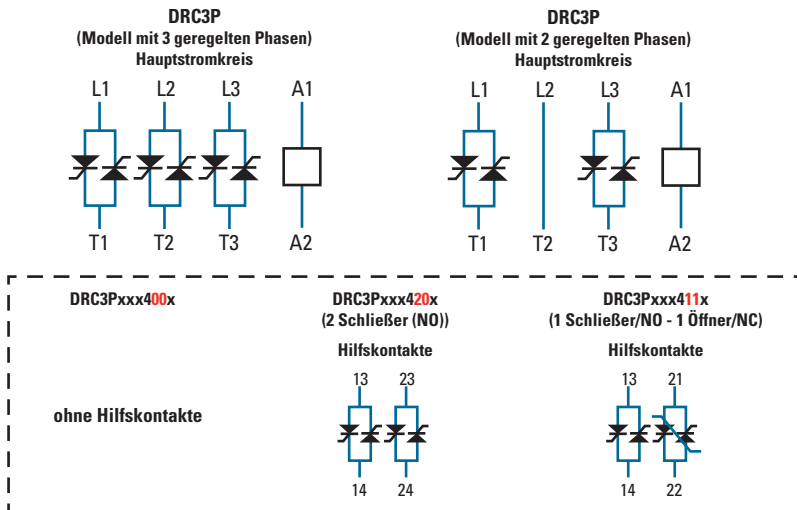 DRC3P
(Modell mit 3 geregelten Phasen)
Hauptstromkreis
L1 L2 L3 A1
T1 T2 T3 A2
DRC3P
(Modell mit 2 geregelten Phasen)
Hauptstromkreis
L1 L2 L3 A1
T1 T2 T3 A2
DRC3Pxxx400x
ohne Hilfskontakte
DRC3Pxxx420x
(2 Schließer (NO))
Hilfskontakte
13 23
14 24
DRC3Pxxx411x
(1 Schließer/NO - 1 Öffner/NC)
Hilfskontakte
13 21
14 22